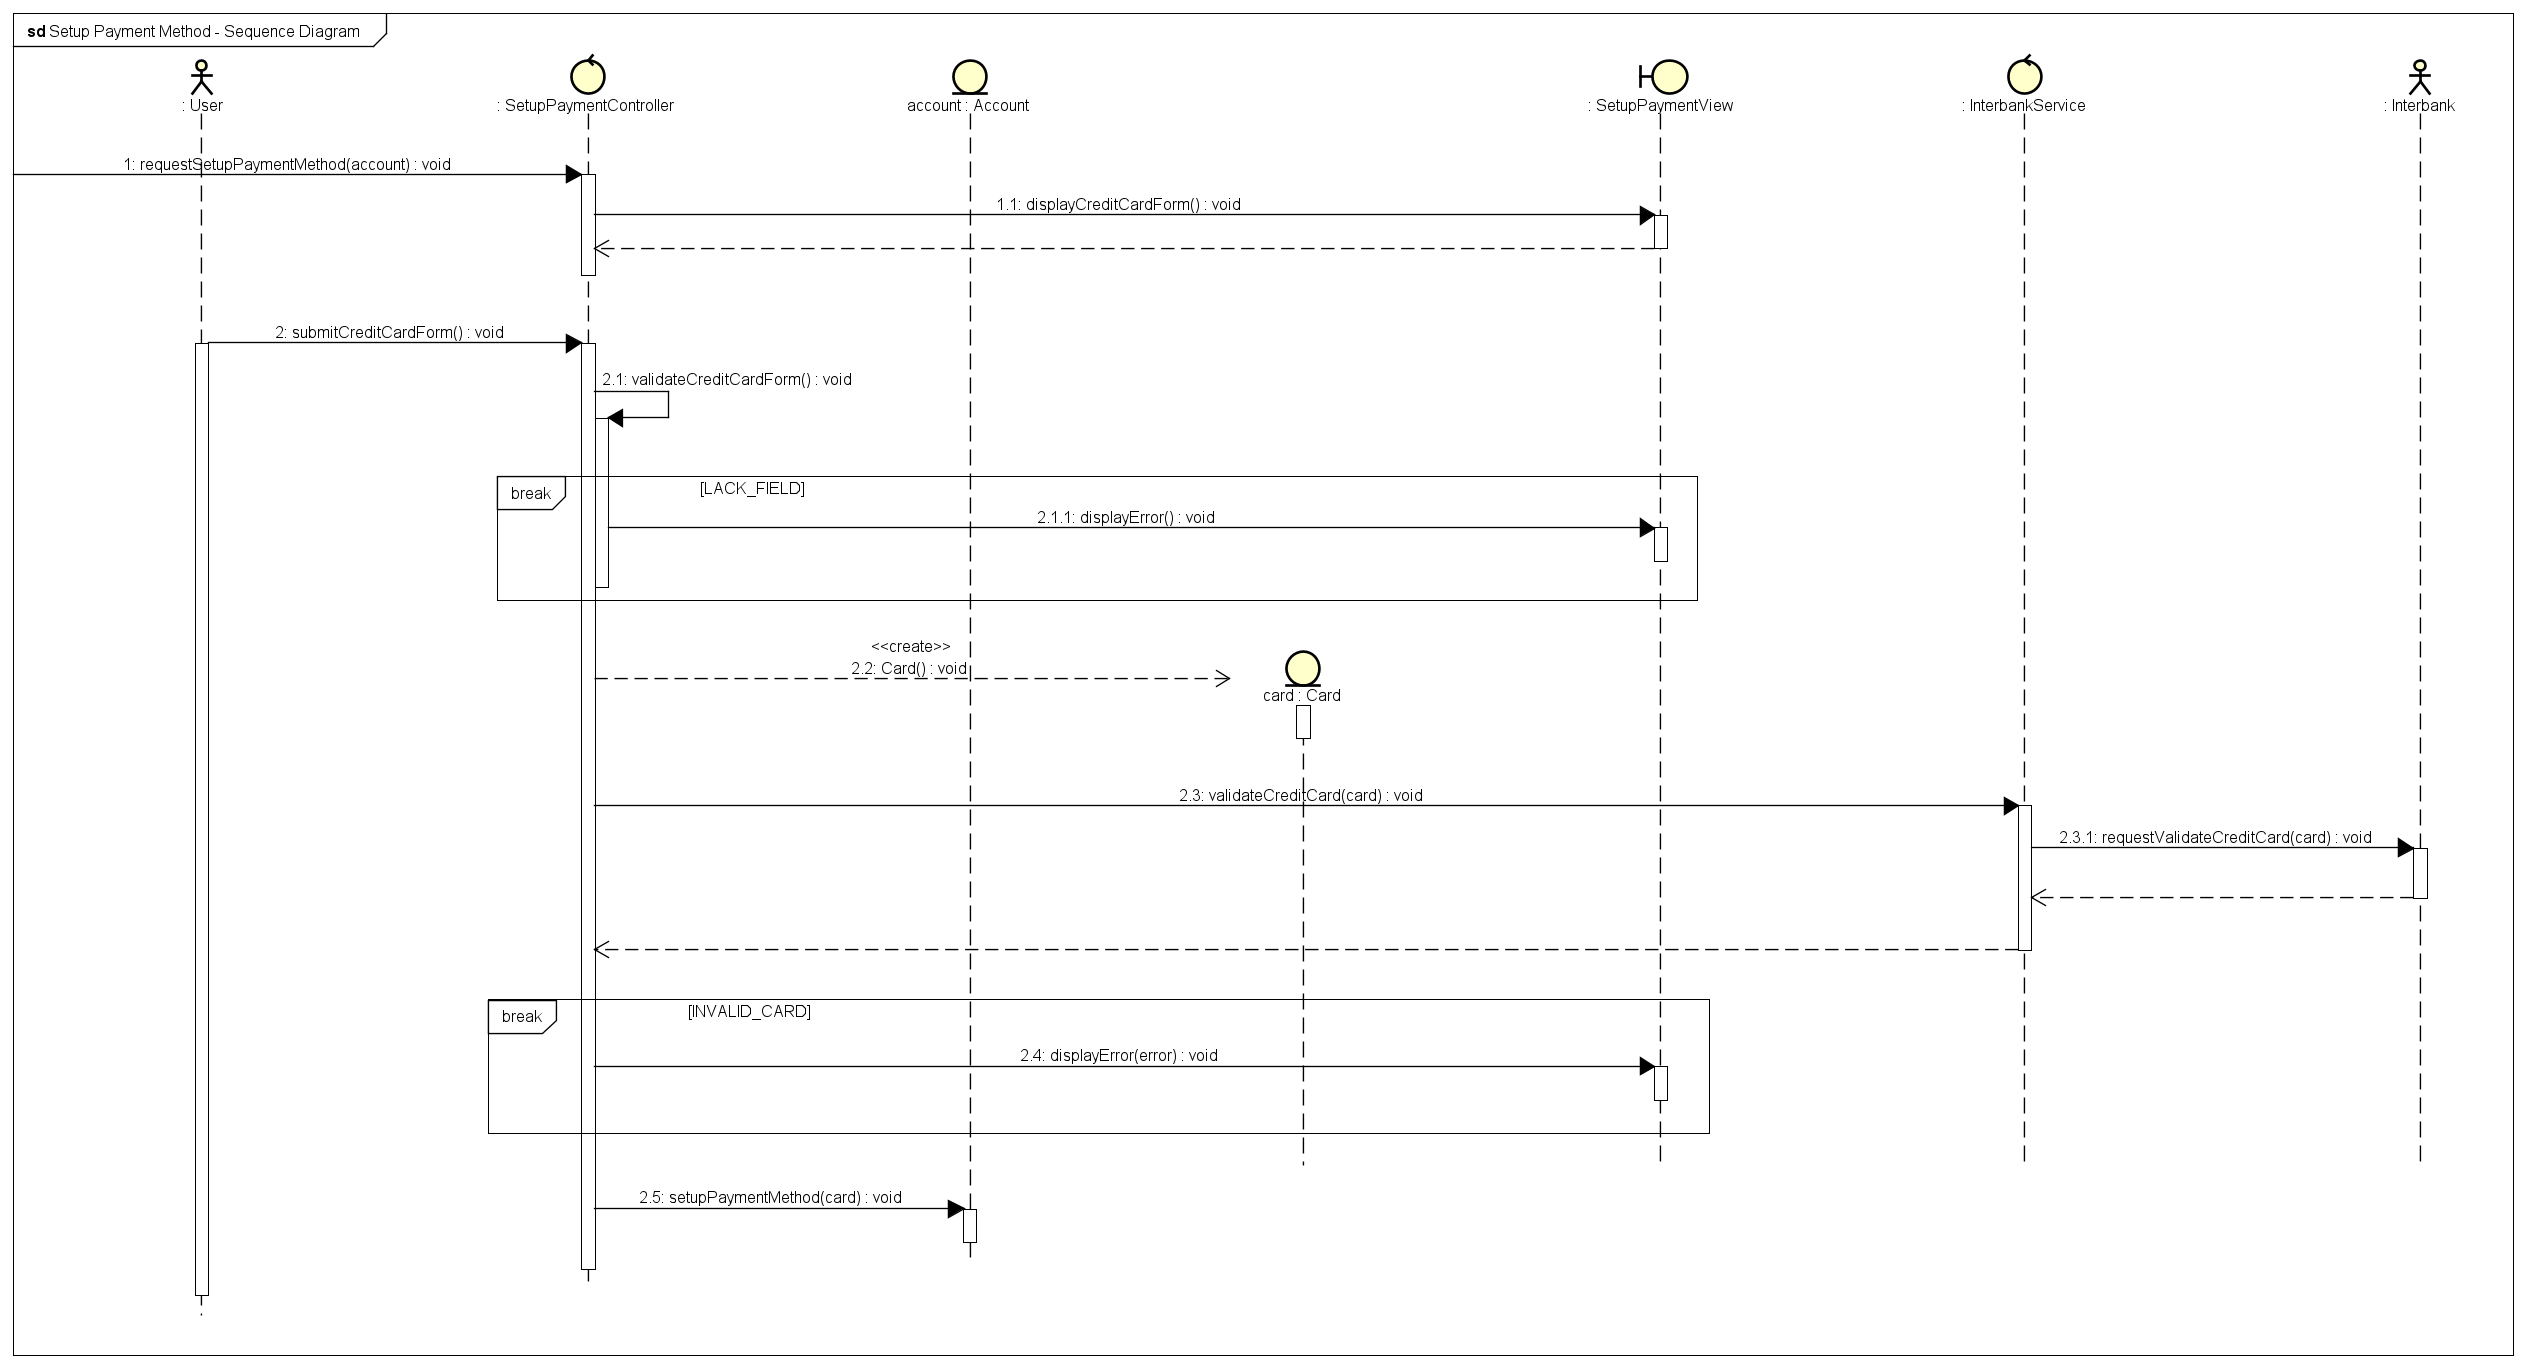 sd Setup Payment Method - Sequence Diagram
: User
: SetupPaymentController
account : Account
: SetupPaymentView
: InterbankService
: Interbank
1: requestSetupPaymentMethod(account) : void
1.1: displayCreditCardForm() : void
2: submitCreditCardForm() : void
2.1: validateCreditCardForm() : void
break
[LACK_FIELD]
2.1.1: displayError() : void
<<create>>
2.2: Card() : void
card : Card
2.3: validateCreditCard(card) : void
2.3.1: requestValidateCreditCard(card) : void
break
[INVALID_CARD]
2.4: displayError(error) : void
2.5: setupPaymentMethod(card) : void